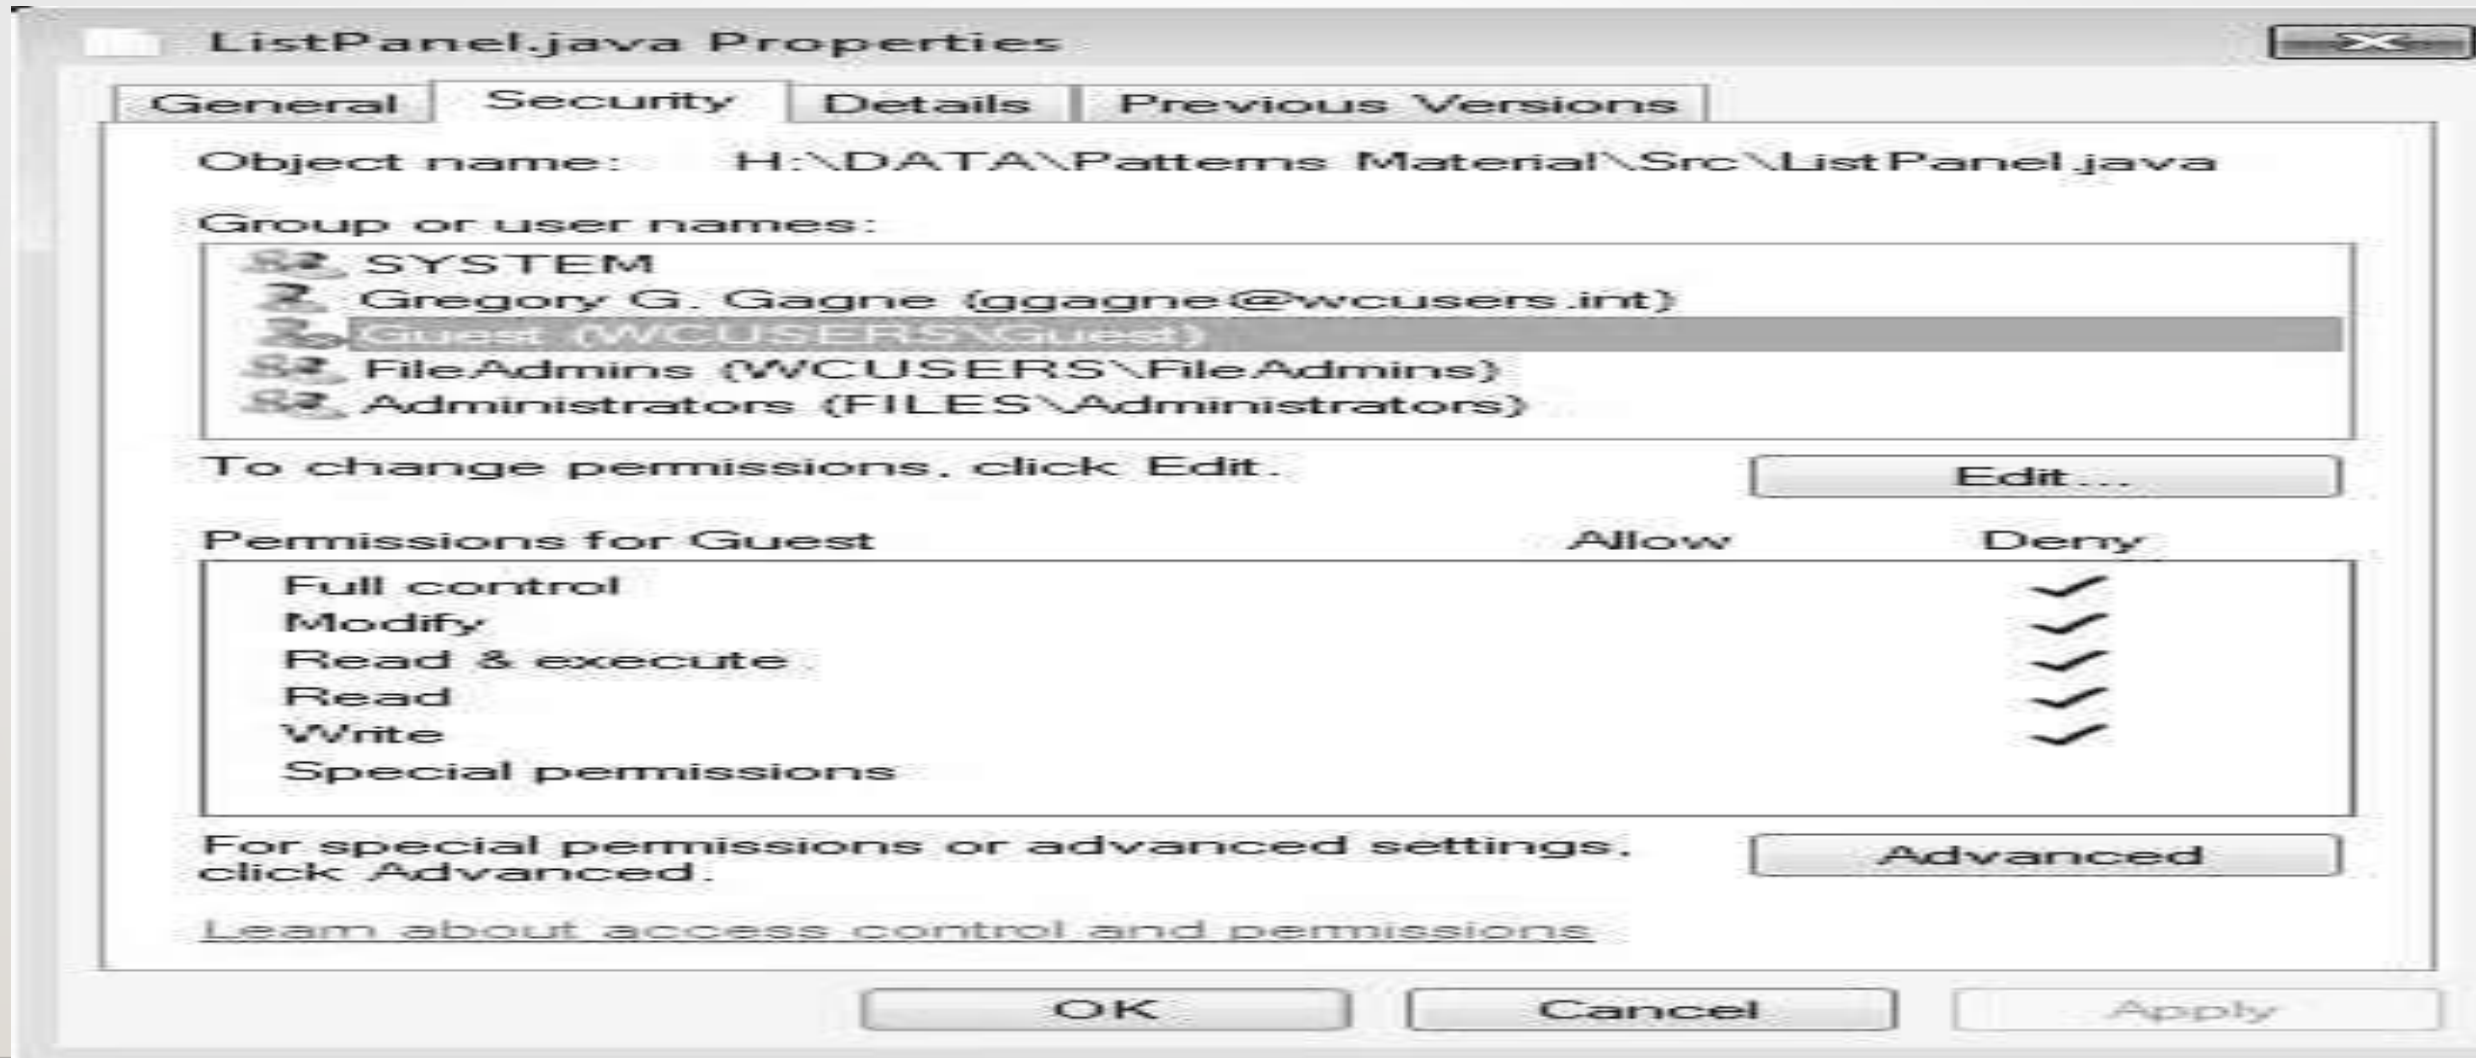 ListPanel.java Properties
General Security Details Previous Versions
Object name: H:\DATA\Patterns Material\Src\ListPanel.java
Group or user names:
SYSTEM
Gregory G. Gagne (ggagne@wcusers.int)
Guest (WCUSERS\Guest)
FileAdmins (WCUSERS\FileAdmins)
Administrators (FILES\Administrators)
To change permissions, click Edit.
Edit...
Permissions for Guest Allow Deny
Full control
Modify
Read & execute
Read
Write
Special permissions
For special permissions or advanced settings,
click Advanced.
Advanced
Learn about access control and permissions
OK Cancel Apply